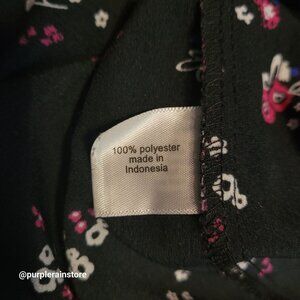 100% polyester
made in
Indonesia
@purplerainstore